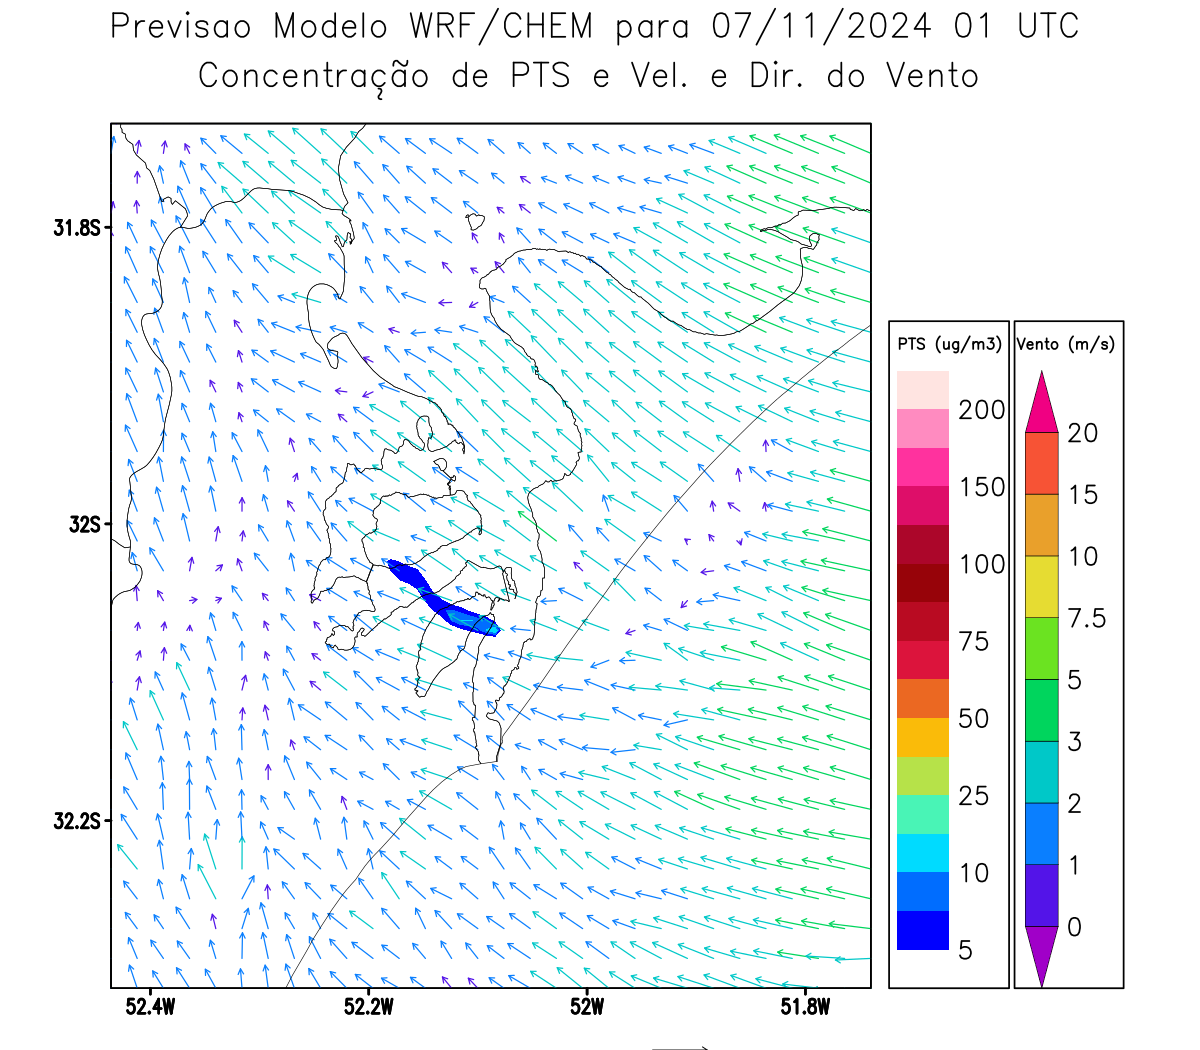 Previsao Modelo WRF/CHEM para 07/11/2024 01 UTC
Concentração de PTS e Vel. e Dir. do Vento
31.8S
32S
32.2S
52.4W
52.2W
52W
51.8W
PTS (ug/m3)
200
150
100
75
50
25
10
5
Vento (m/s)
20
15
10
7.5
5
3
2
1
0